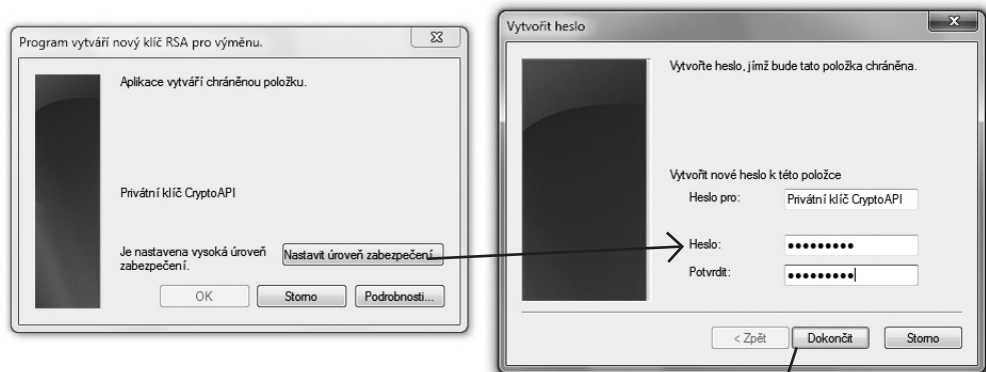 Program vytváří nový klíč RSA pro výměnu.
Aplikace vytváří chráněnou položku.
Privátní klíč CryptoAPI
Je nastavena vysoká úroveň
zabezpečení.
Nastavit úroveň zabezpečení...
OK
Storno
Podrobnosti...
Vytvořit heslo
Vytvořte heslo, jímž bude tato položka chráněna.
Vytvořit nové heslo k této položce
Heslo pro: Privátní klíč CryptoAPI
Heslo: ●●●●●●●●●
Potvrdit: ●●●●●●●●●
< Zpět
Dokončit
Storno